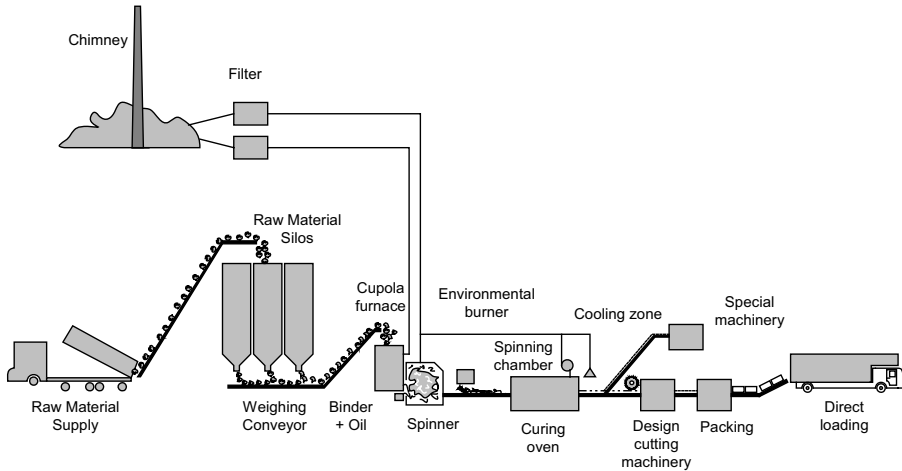 Chimney
Filter
Raw Material
Silos
Cupola
furnace
Environmental
burner
Cooling zone
Special
machinery
Spinning
chamber
Raw Material
Supply
Weighing
Conveyor
Binder
+ Oil
Spinner
Curing
oven
Design
cutting
machinery
Packing
Direct
loading